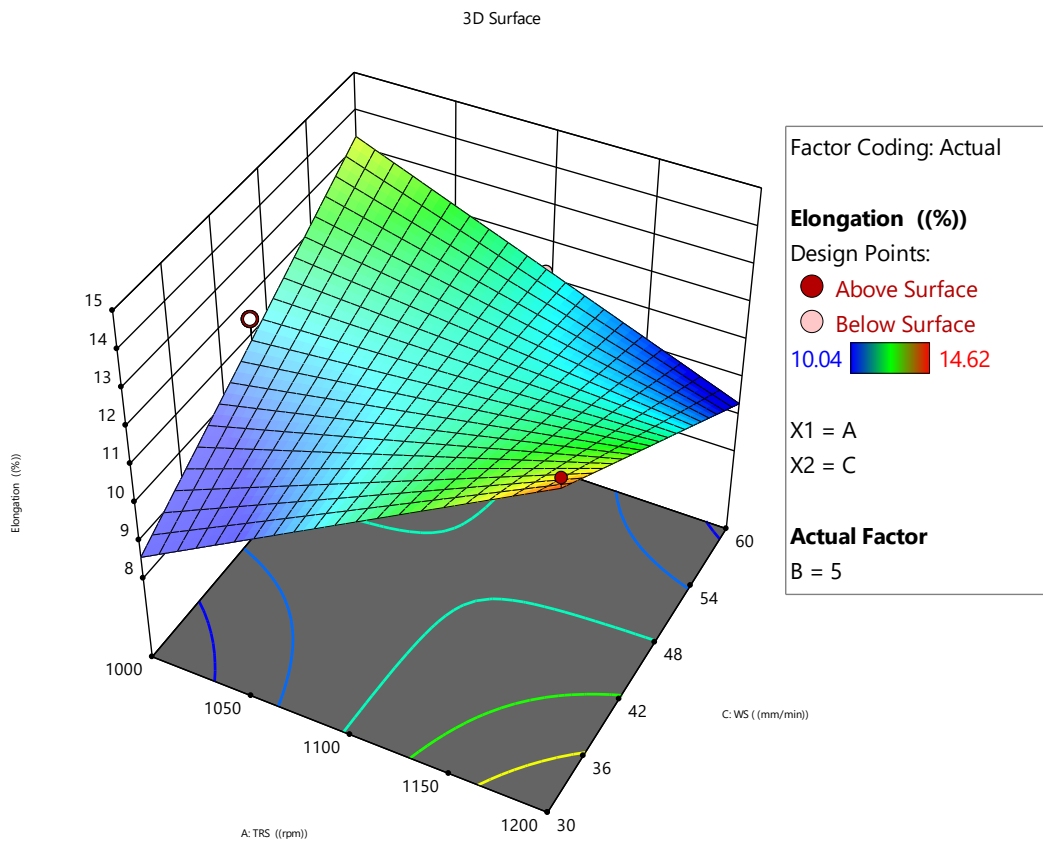 3D Surface
Factor Coding: Actual
Elongation ((%))
Design Points:
Above Surface
Below Surface
10.04 14.62
X1 = A
X2 = C
Actual Factor
B = 5
15
14
13
12
11
10
9
8
Elongation ((%))
1000
1050
1100
1150
1200
A: TRS ((rpm))
30
36
42
48
54
60
C: WS ( (mm/min))